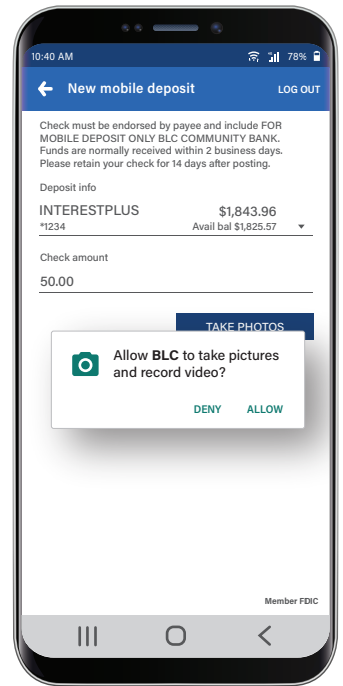 10:40 AM 78%
New mobile deposit LOG OUT
Check must be endorsed by payee and include FOR
MOBILE DEPOSIT ONLY BLC COMMUNITY BANK.
Funds are normally received within 2 business days.
Please retain your check for 14 days after posting.
Deposit info
INTERESTPLUS $1,843.96
*1234 Avail bal $1,825.57
Check amount
50.00
TAKE PHOTOS
Allow BLC to take pictures
and record video?
DENY ALLOW
Member FDIC